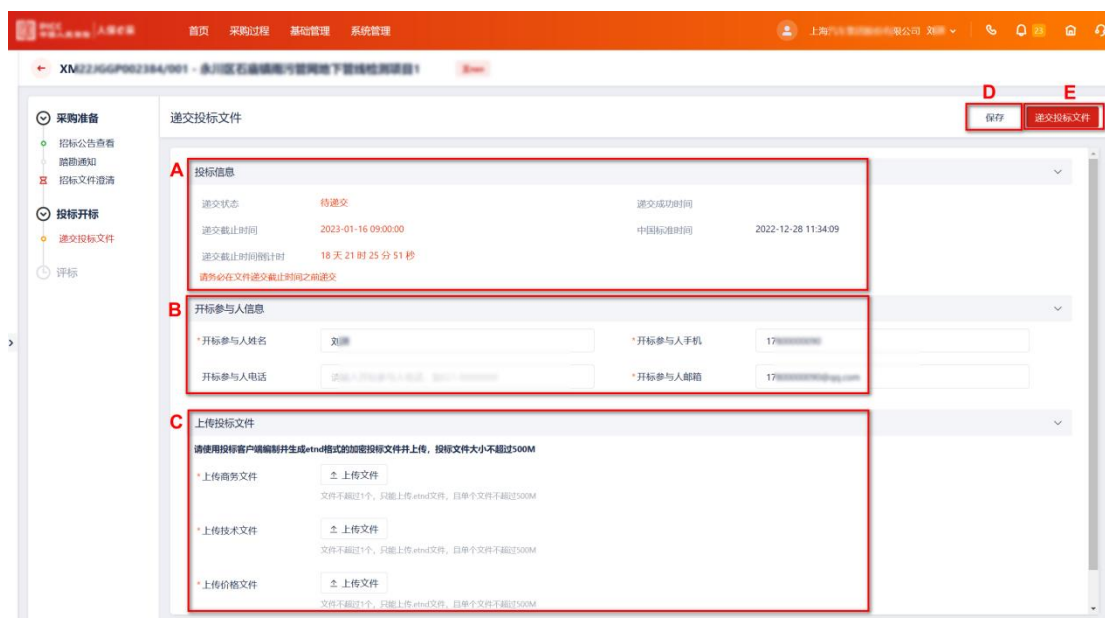 PICC 人保e采 首页 采购过程 基础管理 系统管理 上海 限公司 刘 23
XM22JGGP002384/001 -
采购准备
招标公告查看
踏勘通知
招标文件澄清
投标开标
递交投标文件
评标
递交投标文件
D
E
保存 递交投标文件
A 投标信息
递交状态 待递交 递交成功时间
递交截止时间 2023-01-16 09:00:00 中国标准时间 2022-12-28 11:34:09
递交截止时间倒计时 18 天 21 时 25 分 51 秒
请务必在文件递交截止时间之前递交
B 开标参与人信息
*开标参与人姓名 刘 *开标参与人手机 17
开标参与人电话 *开标参与人邮箱 17 @qq.com
C 上传投标文件
请使用投标客户端编制并生成etnd格式的加密投标文件并上传，投标文件大小不超过500M
*上传商务文件 上传文件
文件不超过1个，只能上传.etnd文件，且单个文件不超过500M
*上传技术文件 上传文件
文件不超过1个，只能上传.etnd文件，且单个文件不超过500M
*上传价格文件 上传文件
文件不超过1个，只能上传.etnd文件，且单个文件不超过500M